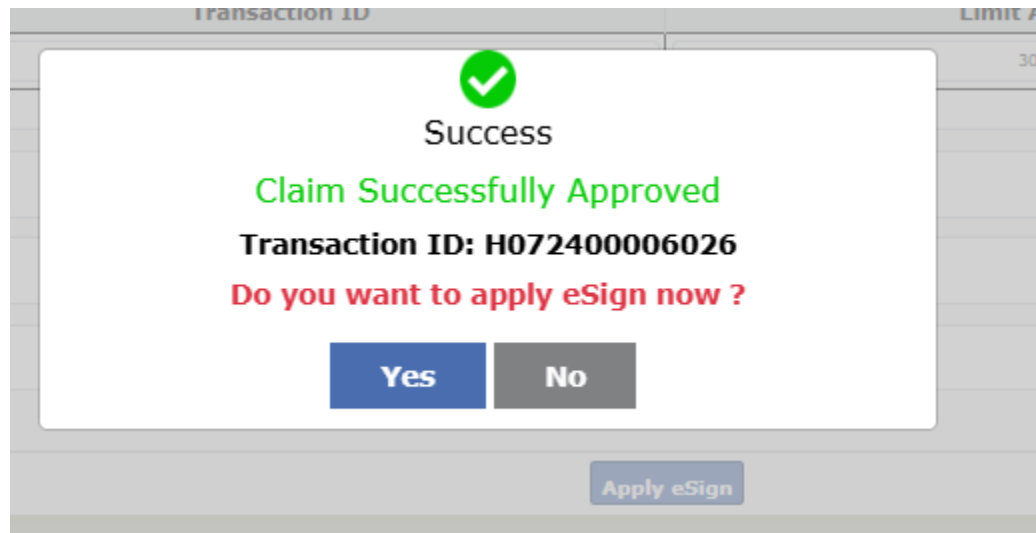 Transaction ID
Limit A
30
Success
Claim Successfully Approved
Transaction ID: H072400006026
Do you want to apply eSign now ?
Yes No
Apply eSign